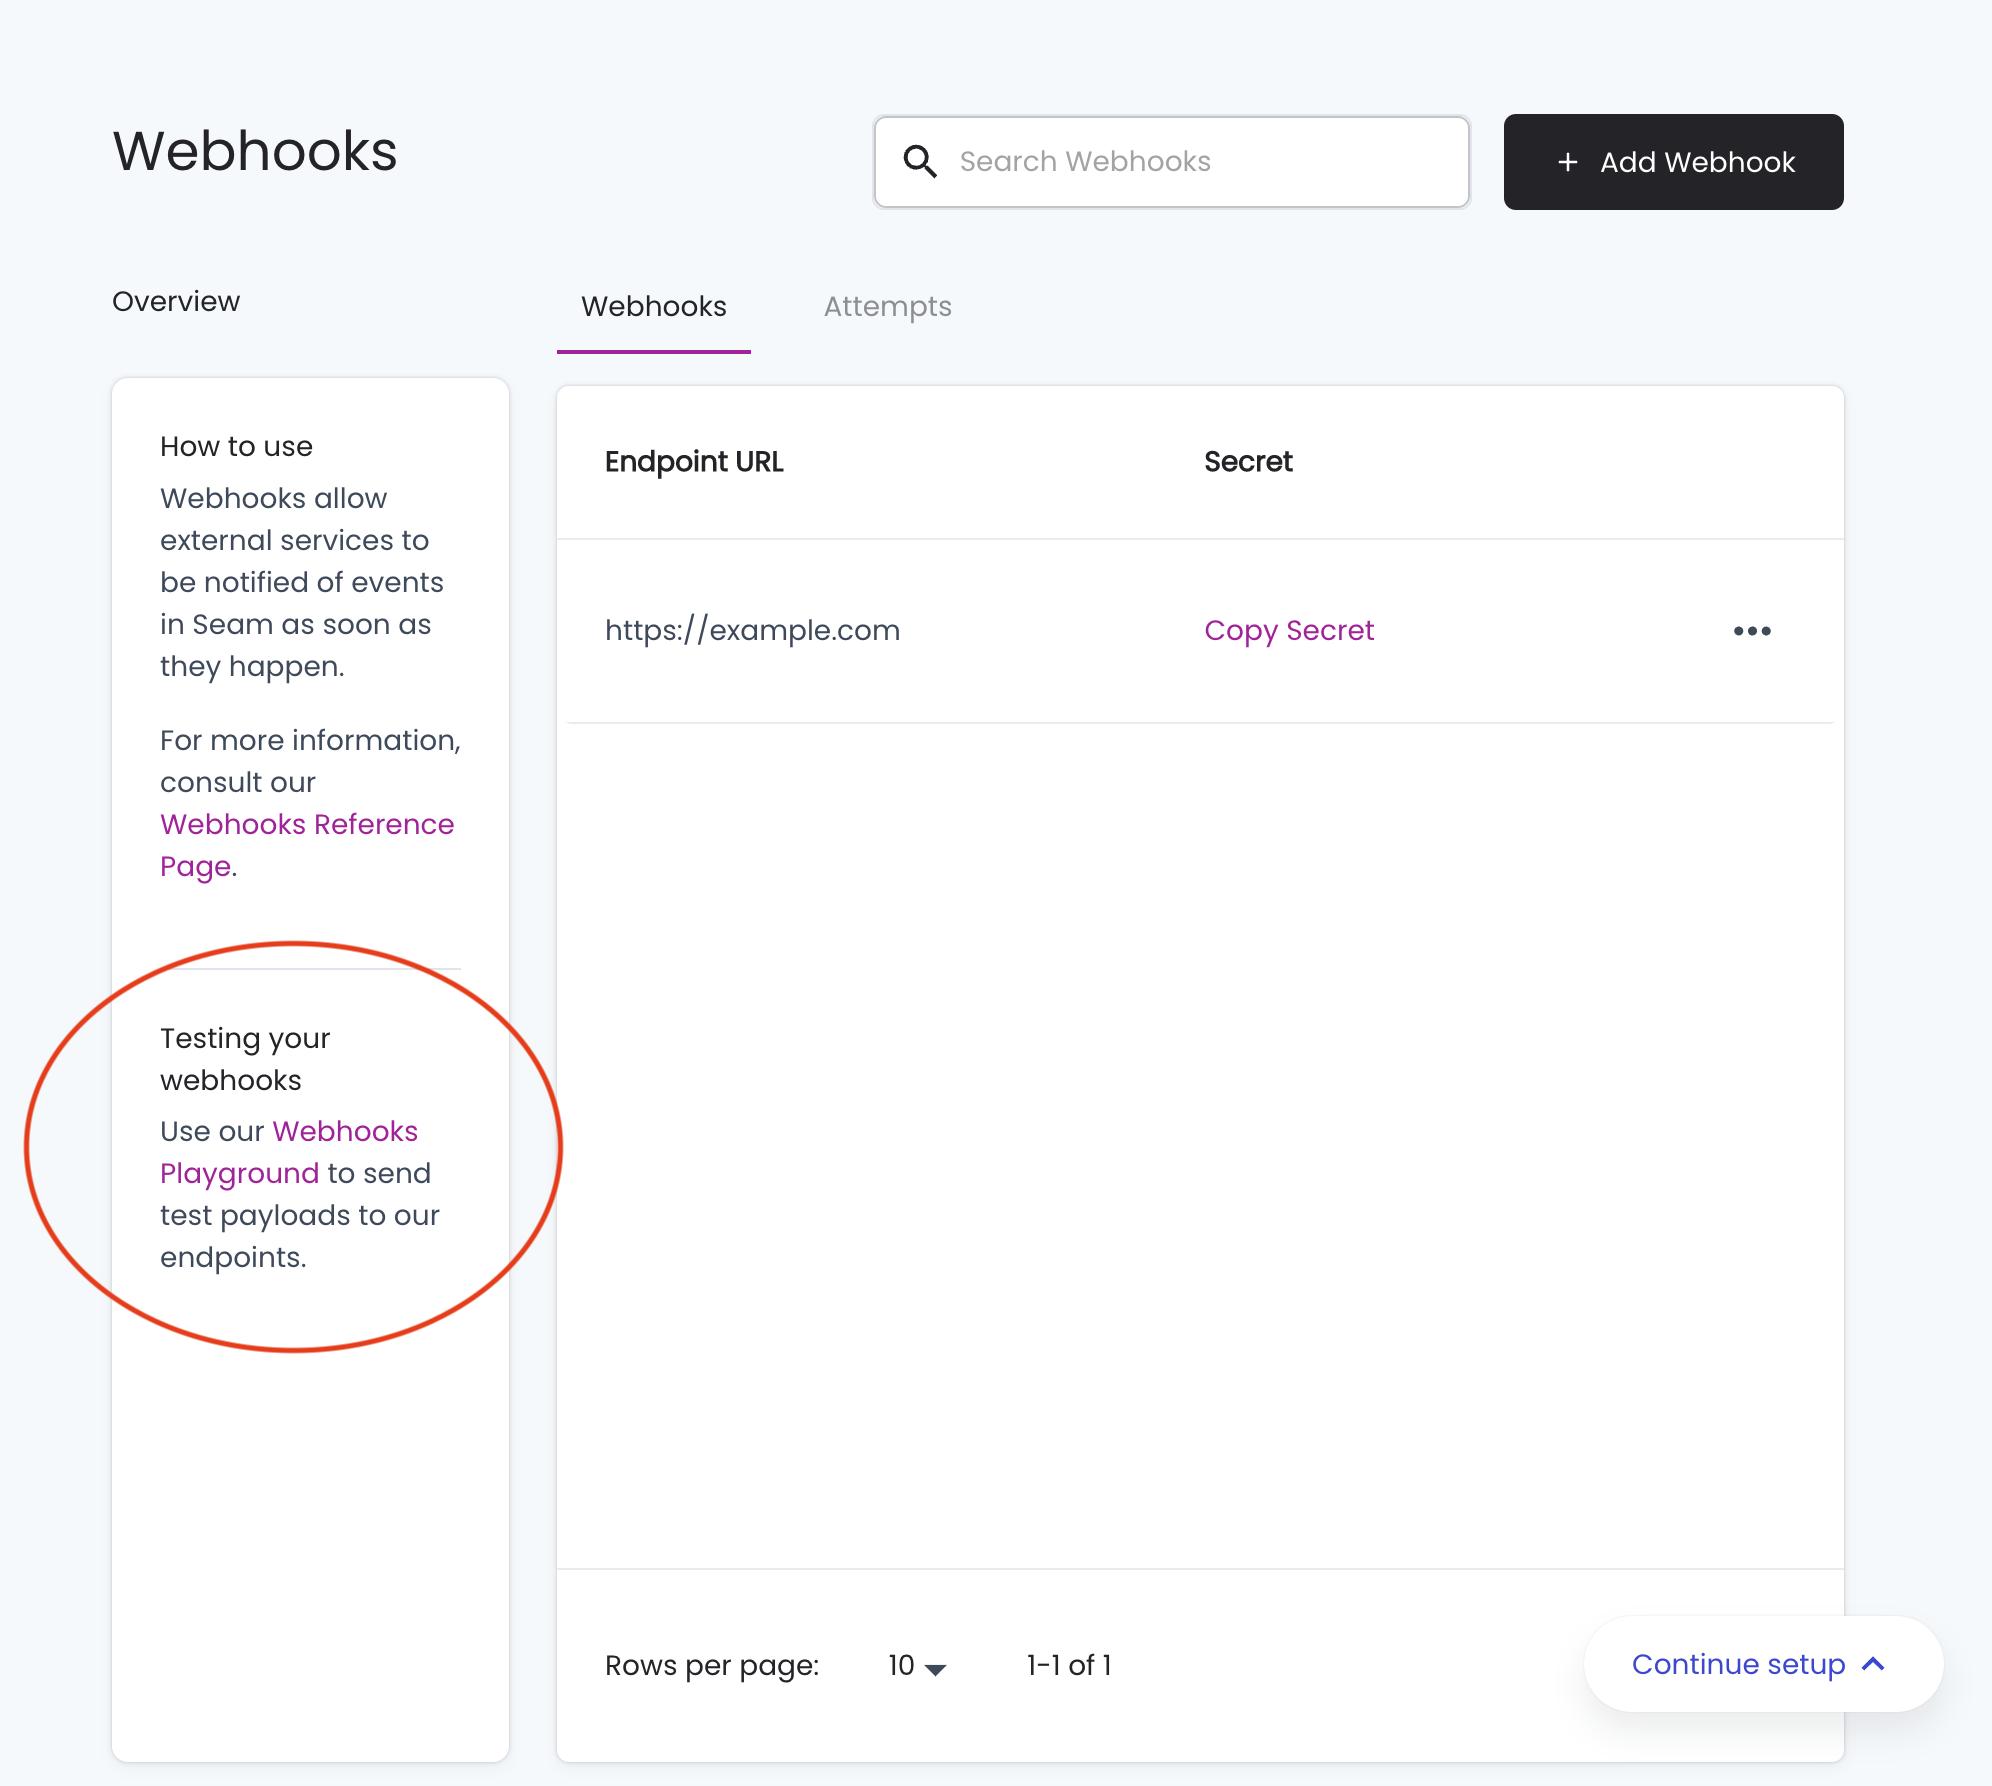 Webhooks
Search Webhooks
+ Add Webhook
Overview
Webhooks
Attempts
How to use
Webhooks allow
external services to
be notified of events
in Seam as soon as
they happen.
For more information,
consult our
Webhooks Reference
Page.
Testing your
webhooks
Use our Webhooks
Playground to send
test payloads to our
endpoints.
Endpoint URL
Secret
https://example.com
Copy Secret
Rows per page:
10
1-1 of 1
Continue setup